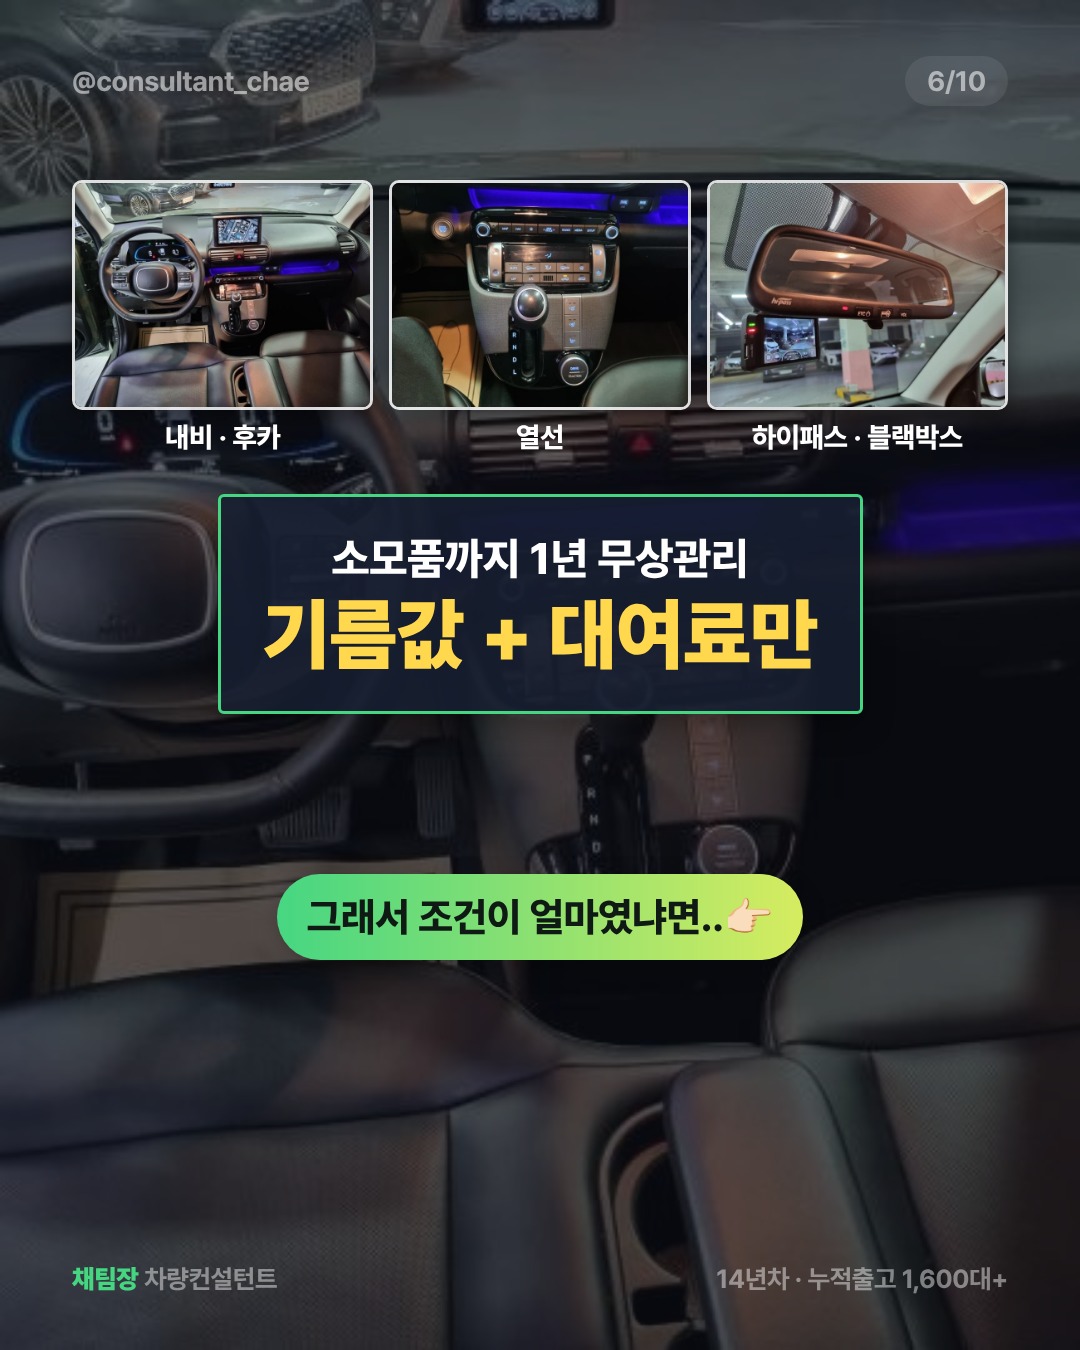 @consultant_chae
6/10
내비 · 후카
열선
하이패스 · 블랙박스
소모품까지 1년 무상관리
기름값 + 대여료만
그래서 조건이 얼마였냐면..👉🏻
채팀장 차량컨설턴트
14년차 · 누적출고 1,600대+